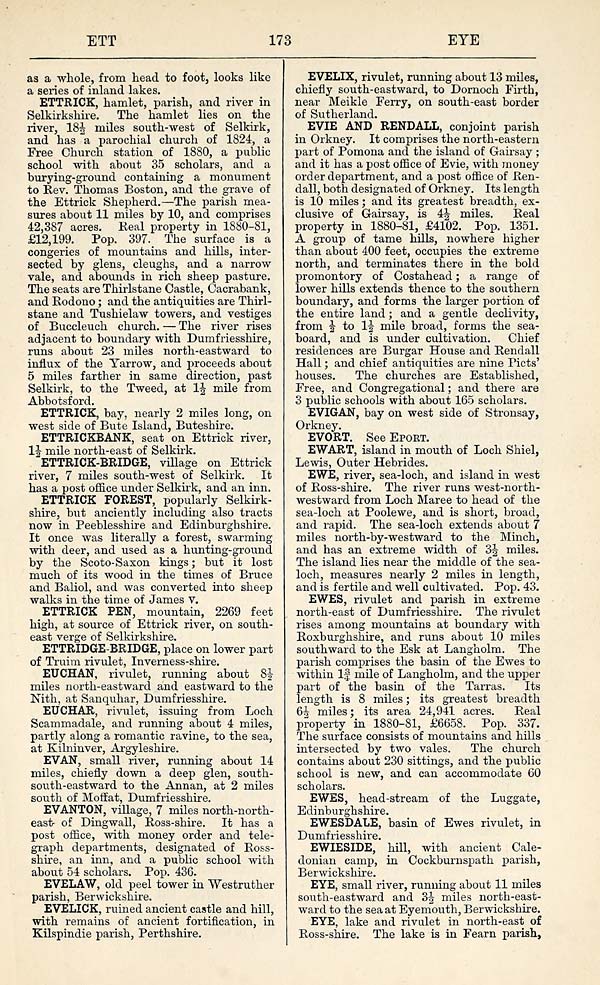 ETT 173 EYE
as a whole, from head to foot, looks like
a series of inland lakes.
ETTRICK, hamlet, parish, and river in
Selkirkshire. The hamlet lies on the
river, 18½ miles south-west of Selkirk,
and has a parochial church of 1824, a
Free Church station of 1880, a public
school with about 35 scholars, and a
burying-ground containing a monument
to Rev. Thomas Boston, and the grave of
the Ettrick Shepherd.—The parish mea-
sures about 11 miles by 10, and comprises
42,387 acres. Real property in 1880-81,
£12,199. Pop. 397. The surface is a
congeries of mountains and hills, inter-
sected by glens, cleughs, and a narrow
vale, and abounds in rich sheep pasture.
The seats are Thirlstane Castle, Cacrabank,
and Rodono; and the antiquities are Thirl-
stane and Tushielaw towers, and vestiges
of Buccleuch church. — The river rises
adjacent to boundary with Dumfriesshire,
runs about 23 miles north-eastward to
influx of the Yarrow, and proceeds about
5 miles farther in same direction, past
Selkirk, to the Tweed, at 1½ mile from
Abbotsford.
ETTRICK, bay, nearly 2 miles long, on
west side of Bute Island, Buteshire.
ETTRICKBANK, seat on Ettrick river,
1½ mile north-east of Selkirk.
ETTRICK-BRIDGE, village on Ettrick
river, 7 miles south-west of Selkirk. It
has a post office under Selkirk, and an inn.
ETTRICK FOREST, popularly Selkirk-
shire, but anciently including also tracts
now in Peeblesshire and Edinburghshire.
It once was literally a forest, swarming
with deer, and used as a hunting-ground
by the Scoto-Saxon kings; but it lost
much of its wood in the times of Bruce
and Baliol, and was converted into sheep
walks in the time of James V.
ETTRICK PEN, mountain, 2269 feet
high, at source of Ettrick river, on south-
east verge of Selkirkshire.
ETTRIDGE-BRIDGE, place on lower part
of Truim rivulet, Inverness-shire.
EUCHAN, rivulet, running about 8½
miles north-eastward and eastward to the
Nith, at Sanquhar, Dumfriesshire.
EUCHAR, rivulet, issuing from Loch
Scammadale, and running about 4 miles,
partly along a romantic ravine, to the sea,
at Kilninver, Argyleshire.
EVAN, small river, running about 14
miles, chiefly down a deep glen, south-
south-eastward to the Annan, at 2 miles
south of Moffat, Dumfriesshire.
EVANTON, village, 7 miles north-north-
east of Dingwall, Ross-shire. It has a
post office, with money order and tele-
graph departments, designated of Ross-
shire, an inn, and a public school with
about 54 scholars. Pop. 436.
EVELAW, old peel tower in Westruther
parish, Berwickshire.
EVELICK, ruined ancient castle and hill,
with remains of ancient fortification, in
Kilspindie parish, Perthshire.
EVELIX, rivulet, running about 13 miles,
chiefly south-eastward, to Dornoch Firth,
near Meikle Ferry, on south-east border
of Sutherland.
EVIE AND RENDALL, conjoint parish
in Orkney. It comprises the north-eastern
part of Pomona and the island of Gairsay;
and it has a post office of Evie, with money
order department, and a post office of Ren-
dall, both designated of Orkney. Its length
is 10 miles; and its greatest breadth, ex-
clusive of Gairsay, is 4½ miles. Real
property in 1880-81, £4102. Pop. 1351.
A group of tame hills, nowhere higher
than about 400 feet, occupies the extreme
north, and terminates there in the bold
promontory of Costahead; a range of
lower hills extends thence to the southern
boundary, and forms the larger portion of
the entire land; and a gentle declivity,
from ½ to 1½ mile broad, forms the sea-
board, and is under cultivation. Chief
residences are Burgar House and Rendall
Hall; and chief antiquities are nine Picts'
houses. The churches are Established,
Free, and Congregational; and there are
3 public schools with about 165 scholars.
EVIGAN, bay on west side of Stronsay,
Orkney.
EVORT. See EPORT.
EWART, island in mouth of Loch Shiel,
Lewis, Outer Hebrides.
EWE, river, sea-loch, and island in west
of Ross-shire. The river runs west-north-
westward from Loch Maree to head of the
sea-loch at Poolewe, and is short, broad,
and rapid. The sea-loch extends about 7
miles north-by-westward to the Minch,
and has an extreme width of 3½ miles.
The island lies near the middle of the sea-
loch, measures nearly 2 miles in length,
and is fertile and well cultivated. Pop. 43.
EWES, rivulet and parish in extreme
north-east of Dumfriesshire. The rivulet
rises among mountains at boundary with
Roxburghshire, and runs about 10 miles
southward to the Esk at Langholm. The
parish comprises the basin of the Ewes to
within 1¾ mile of Langholm, and the upper
part of the basin of the Tarras. Its
length is 8 miles; its greatest breadth
6½ miles; its area 24,941 acres. Real
property in 1880-81, £6658. Pop. 337.
The surface consists of mountains and hills
intersected by two vales. The church
contains about 230 sittings, and the public
school is new, and can accommodate 60
scholars.
EWES, head-stream of the Luggate,
Edinburghshire.
EWESDALE, basin of Ewes rivulet, in
Dumfriesshire.
EWIESIDE, hill, with ancient Cale-
donian camp, in Cockburnspath parish,
Berwickshire.
EYE, small river, running about 11 miles
south-eastward and 3½ miles north-east-
ward to the sea at Eyemouth, Berwickshire.
EYE, lake and rivulet in north-east of
Ross-shire. The lake is in Fearn parish,